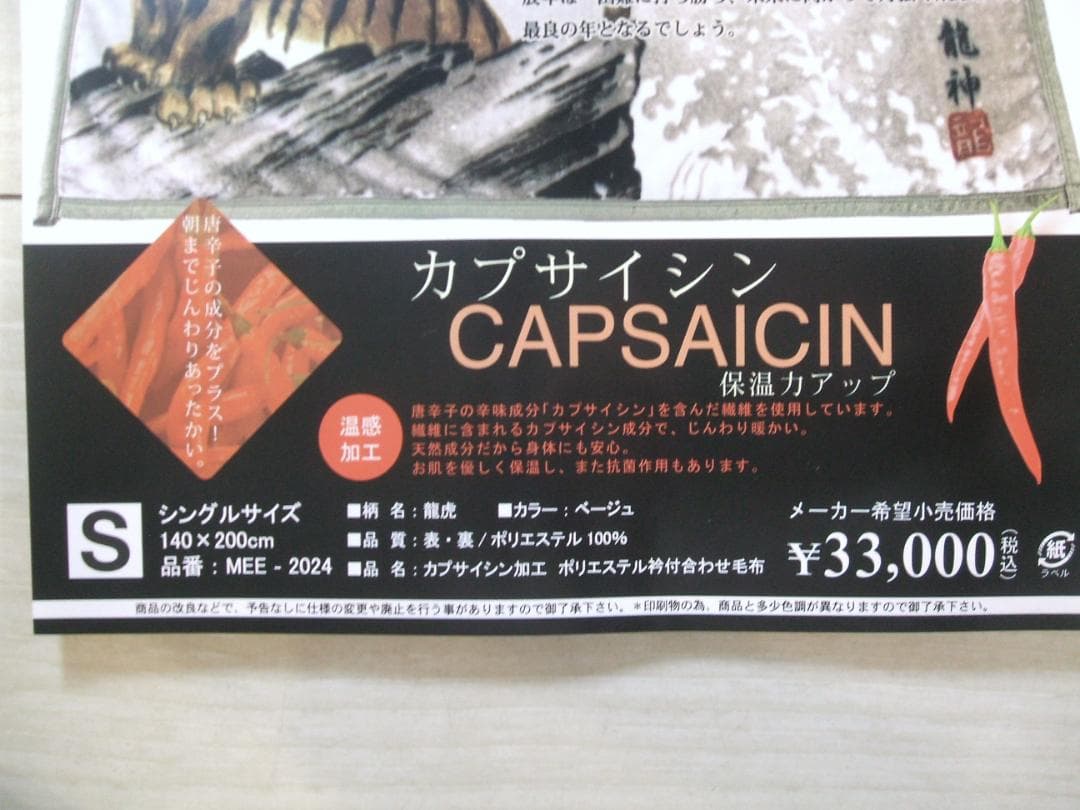 最良の年となるでしょう。
龍神
龍
唐辛子の成分をプラス!
朝までじんわりあったかい。
カプサイシン
CAPSAICIN
保温力アップ
温感
加工
唐辛子の辛味成分「カプサイシン」を含んだ繊維を使用しています。
繊維に含まれるカプサイシン成分で、じんわり暖かい。
天然成分だから身体にも安心。
お肌を優しく保温し、また抗菌作用もあります。
S
シングルサイズ
140×200cm
品番:MEE-2024
■柄 名:龍虎 ■カラー:ベージュ
■品 質:表・裏/ポリエステル100%
■品 名:カプサイシン加工 ポリエステル衿付合わせ毛布
メーカー希望小売価格
¥33,000(税込)
紙
ラベル
商品の改良などで、予告なしに仕様の変更や廃止を行う事がありますので御了承下さい。＊印刷物の為、商品と多少色調が異なりますので御了承下さい。